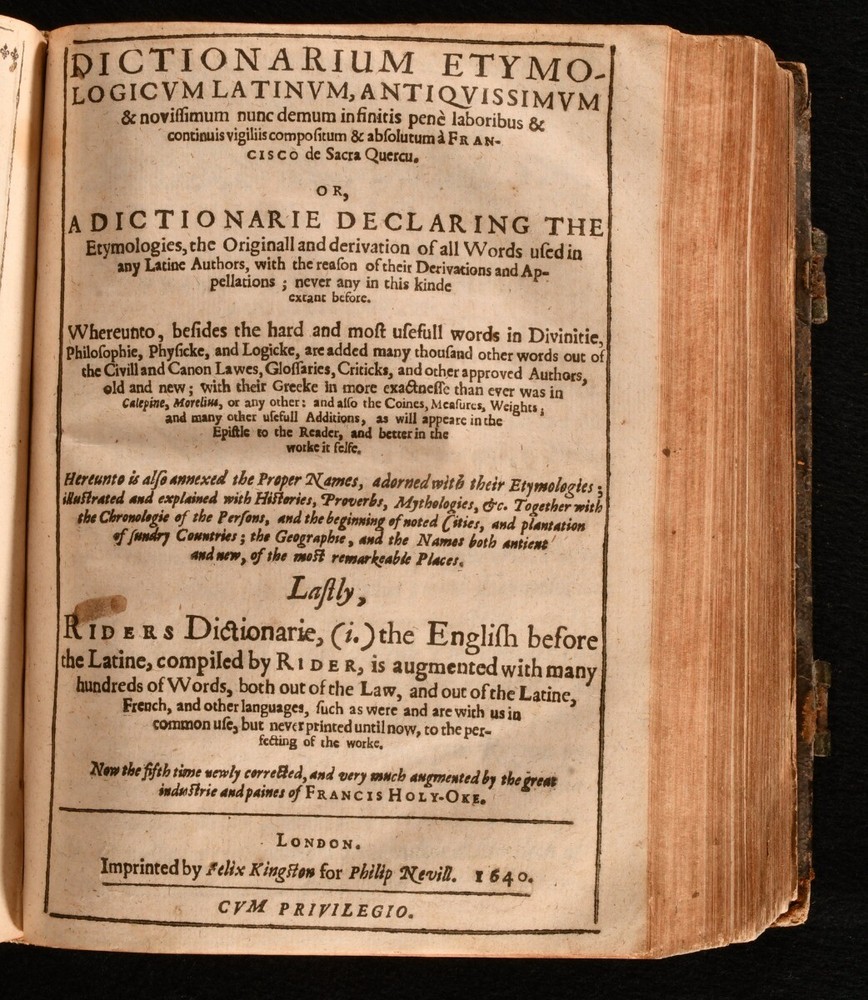 DICTIONARIUM ETYMO-
LOGICVM LATINVM, ANTIQVISSIMVM
& noviſſimum nunc demum infinitis penè laboribus &
continuis vigiliis compoſitum & abſolutum à FRAN-
CISCO de Sacra Quercu.
OR,
A DICTIONARIE DECLARING THE
Etymologies, the Originall and derivation of all Words uſed in
any Latine Authors, with the reaſon of their Derivations and Ap-
pellations ; never any in this kinde
extant before.
Whereunto, beſides the hard and moſt uſefull words in Divinitie,
Philoſophie, Phyſicke, and Logicke, are added many thouſand other words out of
the Civill and Canon Lawes, Gloſſaries, Criticks, and other approved Authors,
old and new ; with their Greeke in more exactneſſe than ever was in
Calepine, Morelius, or any other : and alſo the Coines, Meaſures, Weights ;
and many other uſefull Additions, as will appeare in the
Epiſtle to the Reader, and better in the
worke it ſelfe.
Hereunto is alſo annexed the Proper Names, adorned with their Etymologies ;
illuſtrated and explained with Hiſtories, Proverbs, Mythologies, &c. Together with
the Chronologie of the Perſons, and the beginning of noted Cities, and plantation
of ſundry Countries ; the Geographie, and the Names both antient
and new, of the moſt remarkeable Places.
Laſtly,
RIDERS Dictionarie, (i.) the Engliſh before
the Latine, compiled by RIDER, is augmented with many
hundreds of Words, both out of the Law, and out of the Latine,
French, and other languages, ſuch as were and are with us in
common uſe, but never printed until now, to the per-
fecting of the worke.
Now the fifth time newly corrected, and very much augmented by the great
induſtrie and paines of FRANCIS HOLY-OKE.
LONDON.
Imprinted by Felix Kingſton for Philip Nevill. 1640.
CVM PRIVILEGIO.